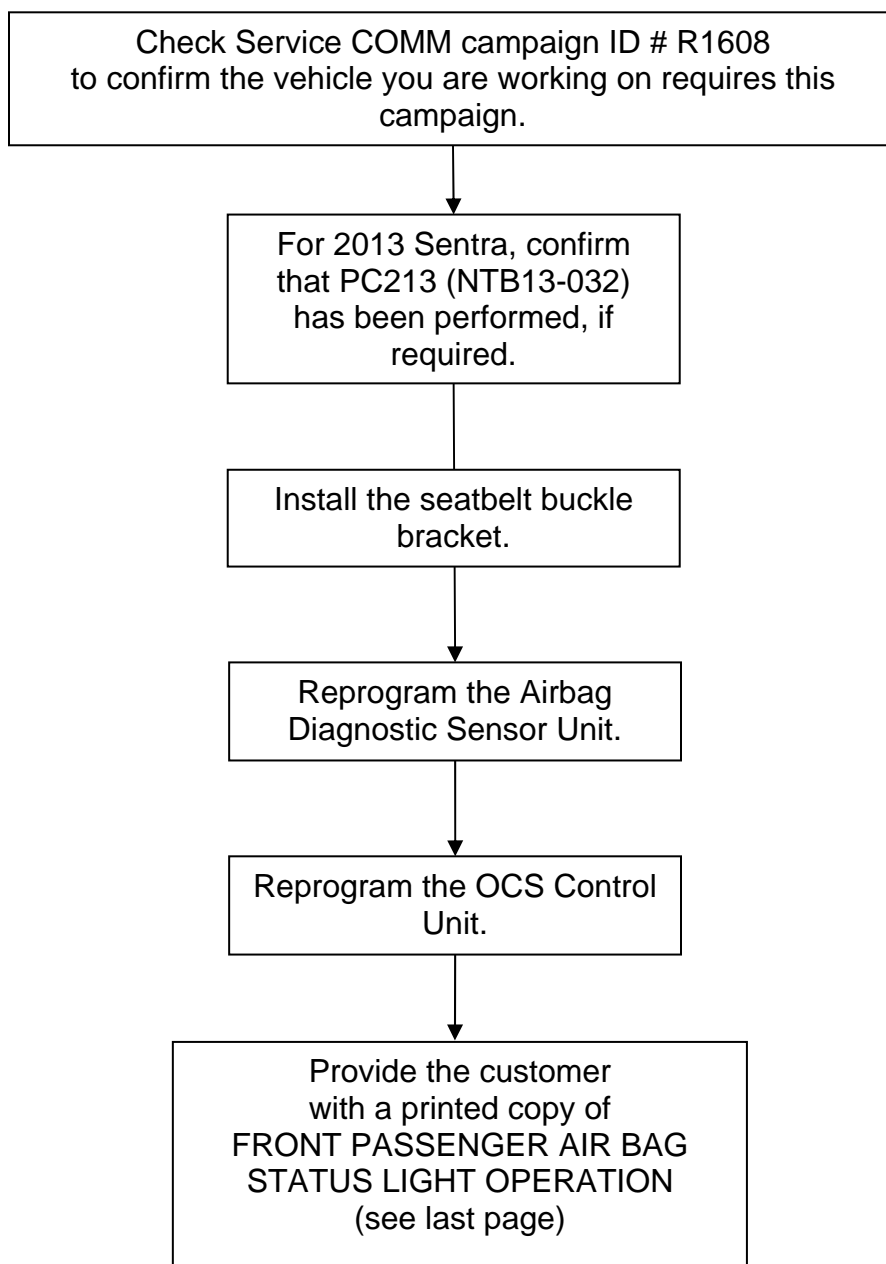 Check Service COMM campaign ID # R1608
to confirm the vehicle you are working on requires this
campaign.
For 2013 Sentra, confirm
that PC213 (NTB13-032)
has been performed, if
required.
Install the seatbelt buckle
bracket.
Reprogram the Airbag
Diagnostic Sensor Unit.
Reprogram the OCS Control
Unit.
Provide the customer
with a printed copy of
FRONT PASSENGER AIR BAG
STATUS LIGHT OPERATION
(see last page)